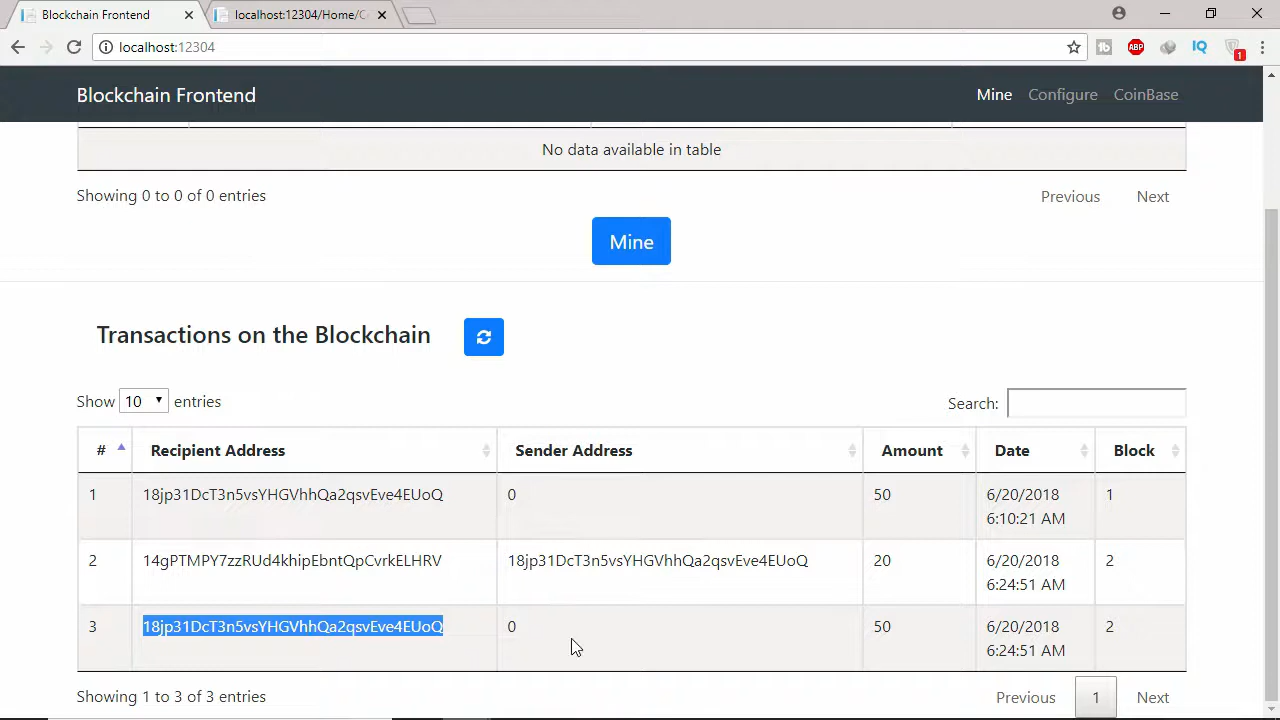 Blockchain Frontend
localhost:12304/Home/C
localhost:12304
ABP
IQ
1
Blockchain Frontend
Mine Configure CoinBase
No data available in table
Showing 0 to 0 of 0 entries
Previous Next
Mine
Transactions on the Blockchain
Show 10 entries
Search:
# Recipient Address Sender Address Amount Date Block
1 18jp31DcT3n5vsYHGVhhQa2qsvEve4EUoQ 0 50 6/20/2018 1
6:10:21 AM
2 14gPTMPY7zzRUd4khipEbntQpCvrkELHRV 18jp31DcT3n5vsYHGVhhQa2qsvEve4EUoQ 20 6/20/2018 2
6:24:51 AM
3 18jp31DcT3n5vsYHGVhhQa2qsvEve4EUoQ 0 50 6/20/2018 2
6:24:51 AM
Showing 1 to 3 of 3 entries
Previous 1 Next